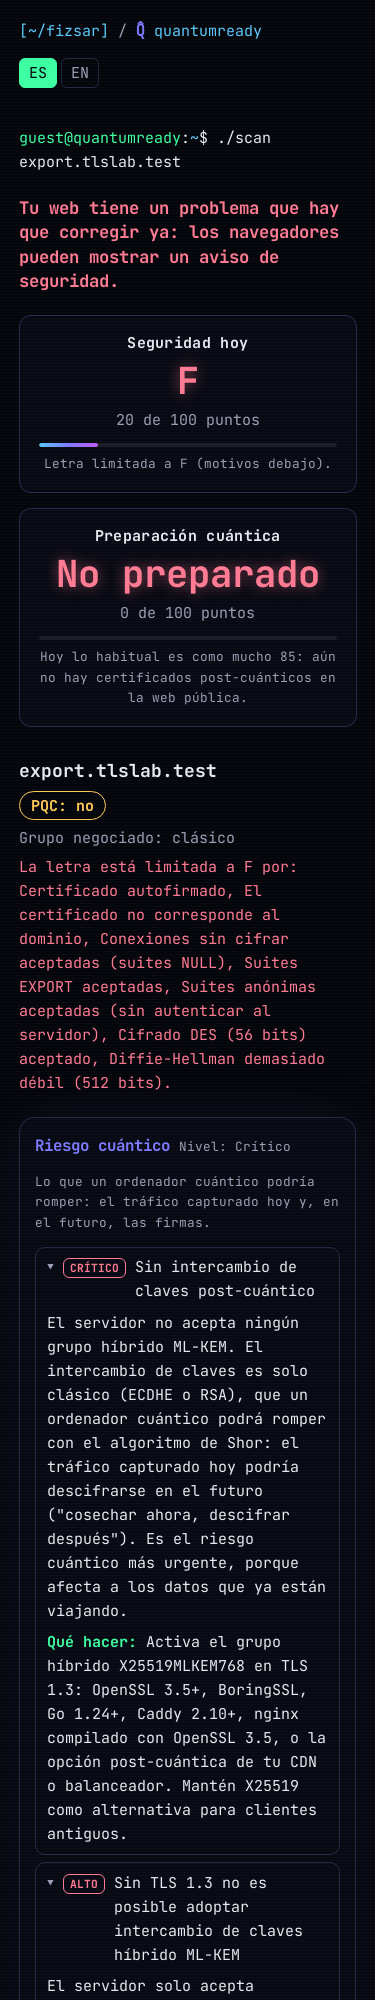 [~/fizsar] / Q̂ quantumready
ES EN
guest@quantumready:~$ ./scan
export.tlslab.test
Tu web tiene un problema que hay
que corregir ya: los navegadores
pueden mostrar un aviso de
seguridad.
Seguridad hoy
F
20 de 100 puntos
Letra limitada a F (motivos debajo).
Preparación cuántica
No preparado
0 de 100 puntos
Hoy lo habitual es como mucho 85: aún
no hay certificados post-cuánticos en
la web pública.
export.tlslab.test
PQC: no
Grupo negociado: clásico
La letra está limitada a F por:
Certificado autofirmado, El
certificado no corresponde al
dominio, Conexiones sin cifrar
aceptadas (suites NULL), Suites
EXPORT aceptadas, Suites anónimas
aceptadas (sin autenticar al
servidor), Cifrado DES (56 bits)
aceptado, Diffie-Hellman demasiado
débil (512 bits).
Riesgo cuántico Nivel: Crítico
Lo que un ordenador cuántico podría
romper: el tráfico capturado hoy y, en
el futuro, las firmas.
▾ CRÍTICO Sin intercambio de
claves post-cuántico
El servidor no acepta ningún
grupo híbrido ML-KEM. El
intercambio de claves es solo
clásico (ECDHE o RSA), que un
ordenador cuántico podrá romper
con el algoritmo de Shor: el
tráfico capturado hoy podría
descifrarse en el futuro
("cosechar ahora, descifrar
después"). Es el riesgo
cuántico más urgente, porque
afecta a los datos que ya están
viajando.
Qué hacer: Activa el grupo
híbrido X25519MLKEM768 en TLS
1.3: OpenSSL 3.5+, BoringSSL,
Go 1.24+, Caddy 2.10+, nginx
compilado con OpenSSL 3.5, o la
opción post-cuántica de tu CDN
o balanceador. Mantén X25519
como alternativa para clientes
antiguos.
▾ ALTO Sin TLS 1.3 no es
posible adoptar
intercambio de claves
híbrido ML-KEM
El servidor solo acepta